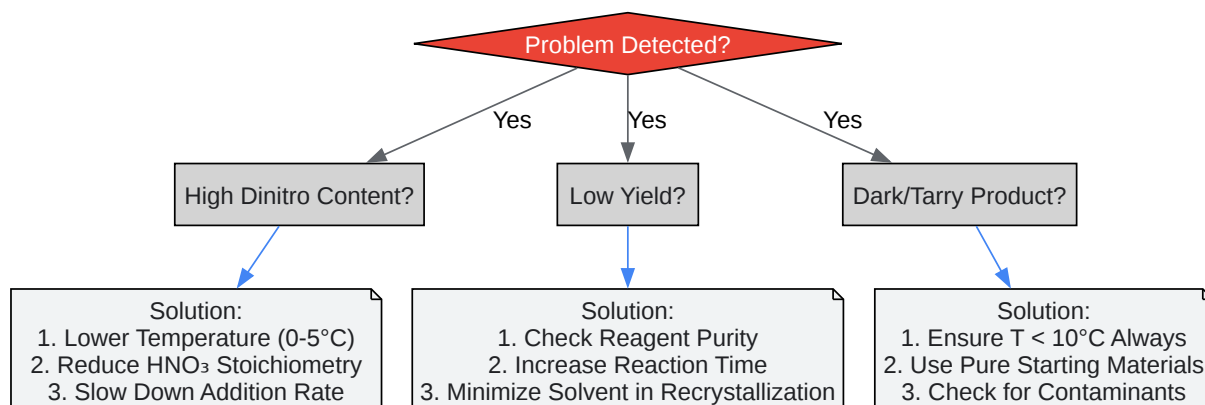 Problem Detected?
Yes
Yes
Yes
High Dinitro Content?
Low Yield?
Dark/Tarry Product?
Solution:
1. Lower Temperature (0-5°C)
2. Reduce HNO₃ Stoichiometry
3. Slow Down Addition Rate
Solution:
1. Check Reagent Purity
2. Increase Reaction Time
3. Minimize Solvent in Recrystallization
Solution:
1. Ensure T < 10°C Always
2. Use Pure Starting Materials
3. Check for Contaminants